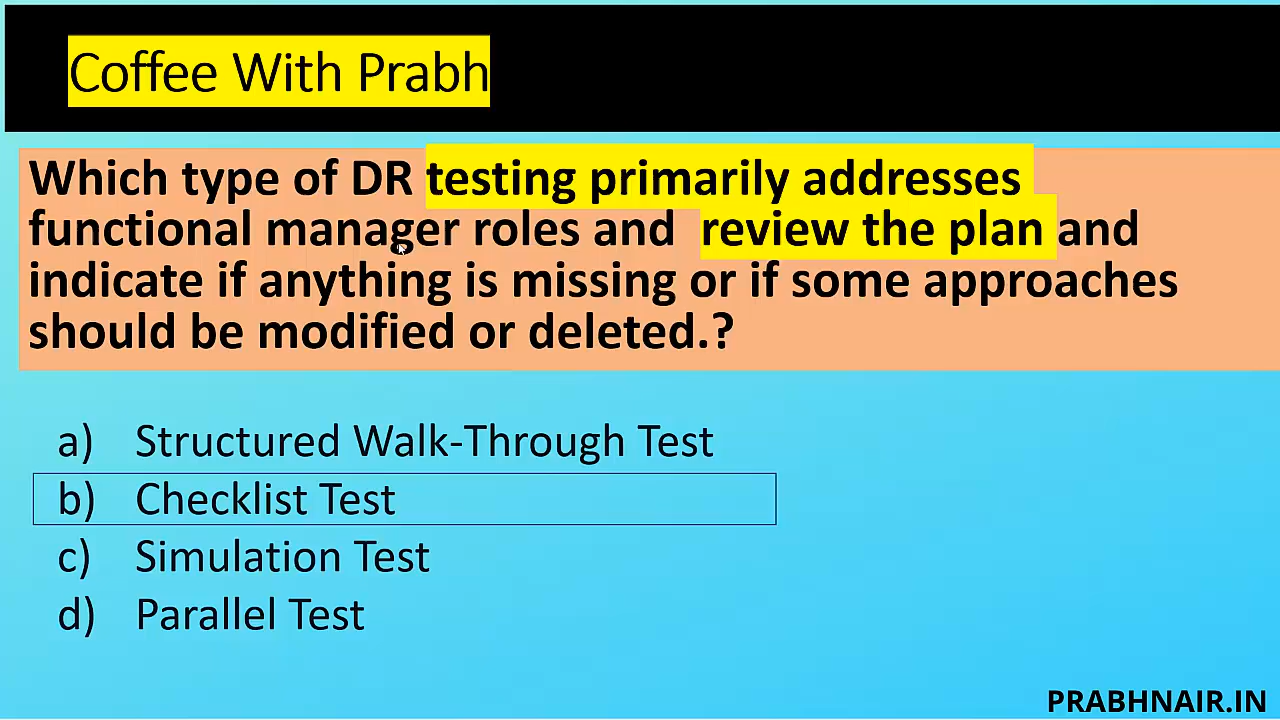 Coffee With Prabh
Which type of DR testing primarily addresses
functional manager roles and review the plan and
indicate if anything is missing or if some approaches
should be modified or deleted.?
a) Structured Walk-Through Test
b) Checklist Test
c) Simulation Test
d) Parallel Test
PRABHNAIR.IN